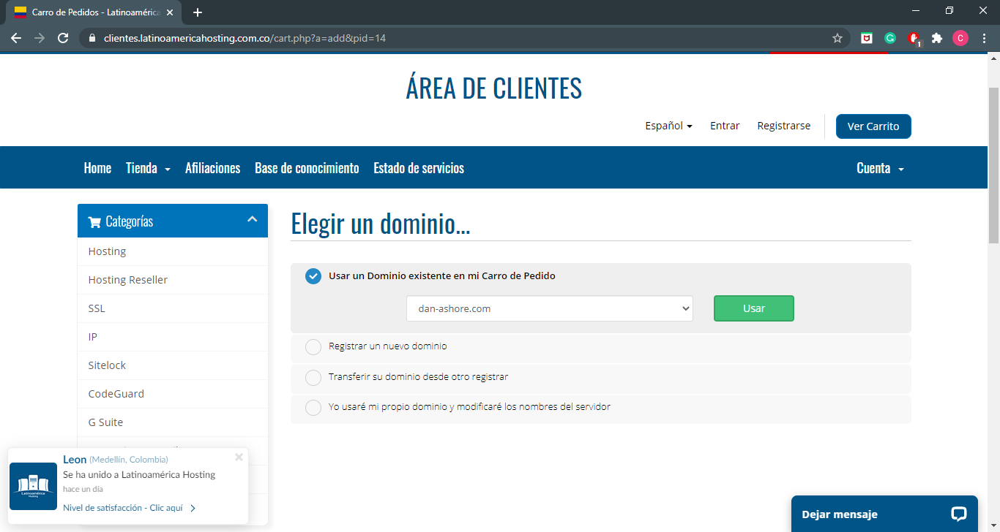 Carro de Pedidos - Latinoamérica
clientes.latinoamericahosting.com.co/cart.php?a=add&pid=14
1
C
ÁREA DE CLIENTES
Español
Entrar
Registrarse
Ver Carrito
Home
Tienda
Afiliaciones
Base de conocimiento
Estado de servicios
Cuenta
Categorías
Hosting
Hosting Reseller
SSL
IP
Sitelock
CodeGuard
G Suite
Elegir un dominio...
Usar un Dominio existente en mi Carro de Pedido
dan-ashore.com
Usar
Registrar un nuevo dominio
Transferir su dominio desde otro registrar
Yo usaré mi propio dominio y modificaré los nombres del servidor
Leon (Medellín, Colombia)
Se ha unido a Latinoamérica Hosting
hace un día
Nivel de satisfacción - Clic aquí
Latinoamérica
Hosting
Dejar mensaje